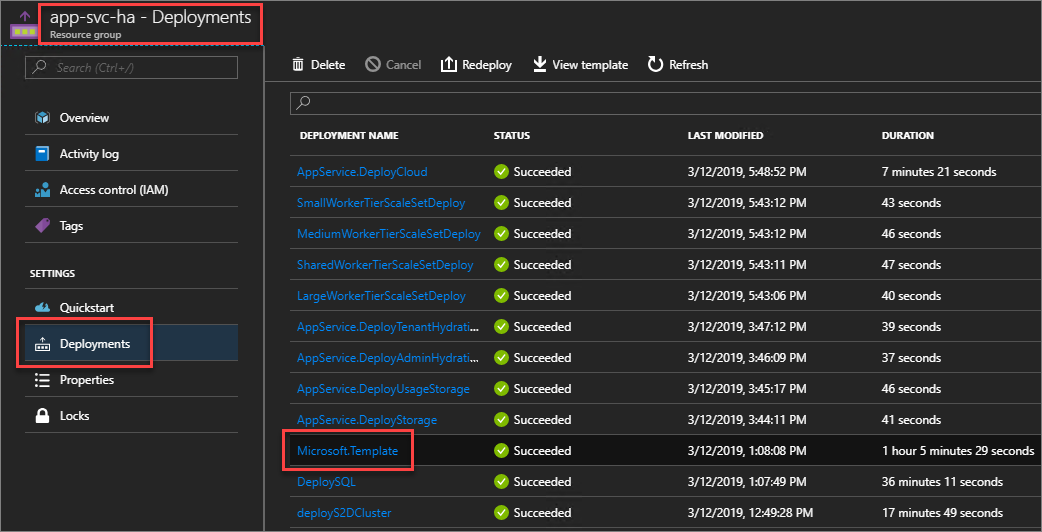 app-svc-ha - Deployments
Resource group
Search (Ctrl+/)
Overview
Activity log
Access control (IAM)
Tags
SETTINGS
Quickstart
Deployments
Properties
Locks
Delete Cancel Redeploy View template Refresh
DEPLOYMENT NAME STATUS LAST MODIFIED DURATION
AppService.DeployCloud Succeeded 3/12/2019, 5:48:52 PM 7 minutes 21 seconds
SmallWorkerTierScaleSetDeploy Succeeded 3/12/2019, 5:43:12 PM 43 seconds
MediumWorkerTierScaleSetDeploy Succeeded 3/12/2019, 5:43:12 PM 46 seconds
SharedWorkerTierScaleSetDeploy Succeeded 3/12/2019, 5:43:11 PM 47 seconds
LargeWorkerTierScaleSetDeploy Succeeded 3/12/2019, 5:43:06 PM 40 seconds
AppService.DeployTenantHydrati... Succeeded 3/12/2019, 3:47:12 PM 39 seconds
AppService.DeployAdminHydrati... Succeeded 3/12/2019, 3:46:09 PM 37 seconds
AppService.DeployUsageStorage Succeeded 3/12/2019, 3:45:17 PM 46 seconds
AppService.DeployStorage Succeeded 3/12/2019, 3:44:11 PM 41 seconds
Microsoft.Template Succeeded 3/12/2019, 1:08:08 PM 1 hour 5 minutes 29 seconds
DeploySQL Succeeded 3/12/2019, 1:07:49 PM 36 minutes 11 seconds
deployS2DCluster Succeeded 3/12/2019, 12:49:28 PM 17 minutes 49 seconds